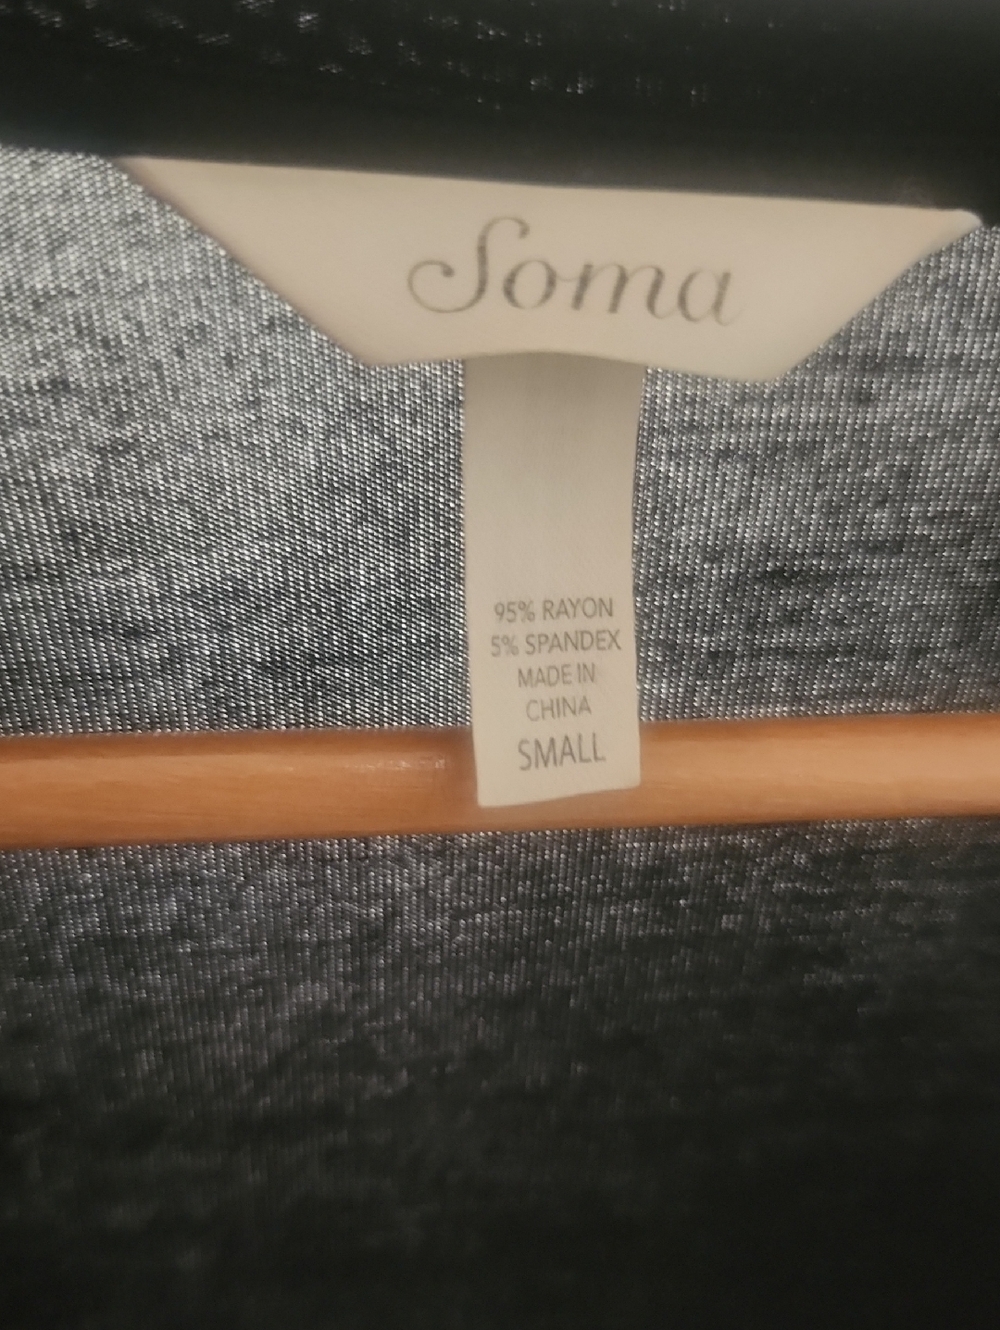 Soma
95% RAYON
5% SPANDEX
MADE IN
CHINA
SMALL